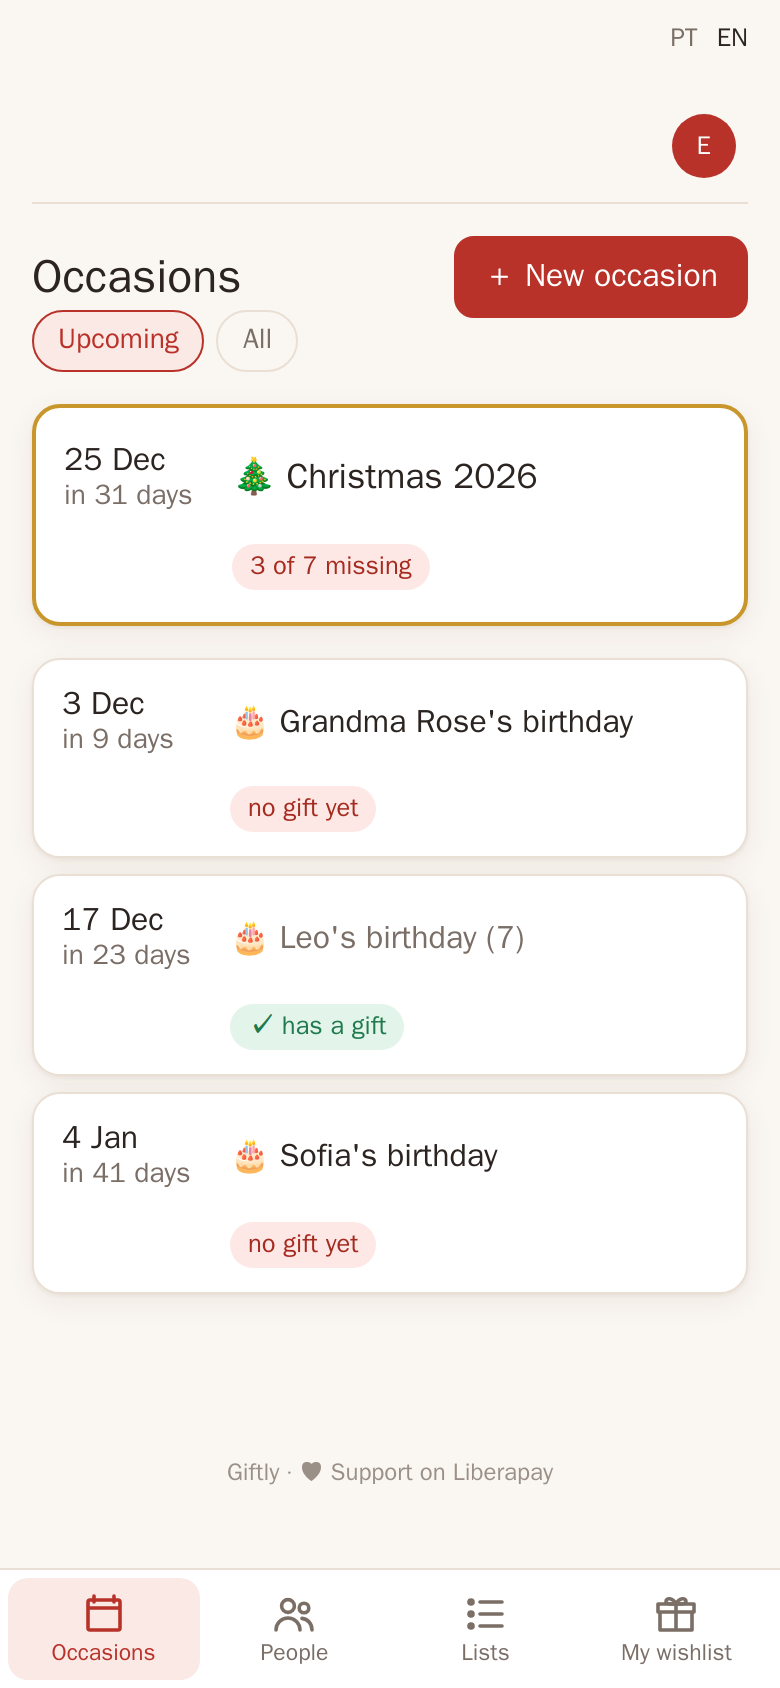 PT EN
E
Occasions
+ New occasion
Upcoming All
25 Dec
in 31 days
🎄 Christmas 2026
3 of 7 missing
3 Dec
in 9 days
🎂 Grandma Rose's birthday
no gift yet
17 Dec
in 23 days
🎂 Leo's birthday (7)
✓ has a gift
4 Jan
in 41 days
🎂 Sofia's birthday
no gift yet
Giftly · ♥ Support on Liberapay
Occasions People Lists My wishlist